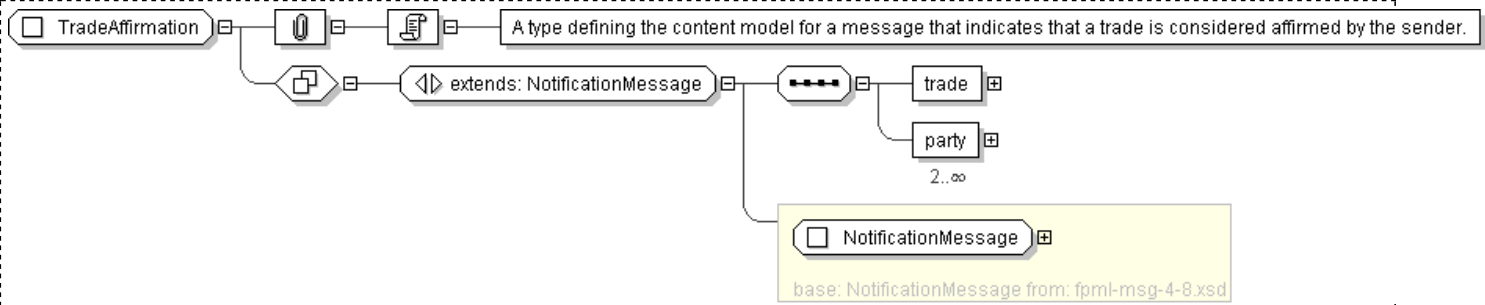 TradeAffirmation
A type defining the content model for a message that indicates that a trade is considered affirmed by the sender.
extends: NotificationMessage
trade
party
2..∞
NotificationMessage
base: NotificationMessage from: fpml-msg-4-8.xsd